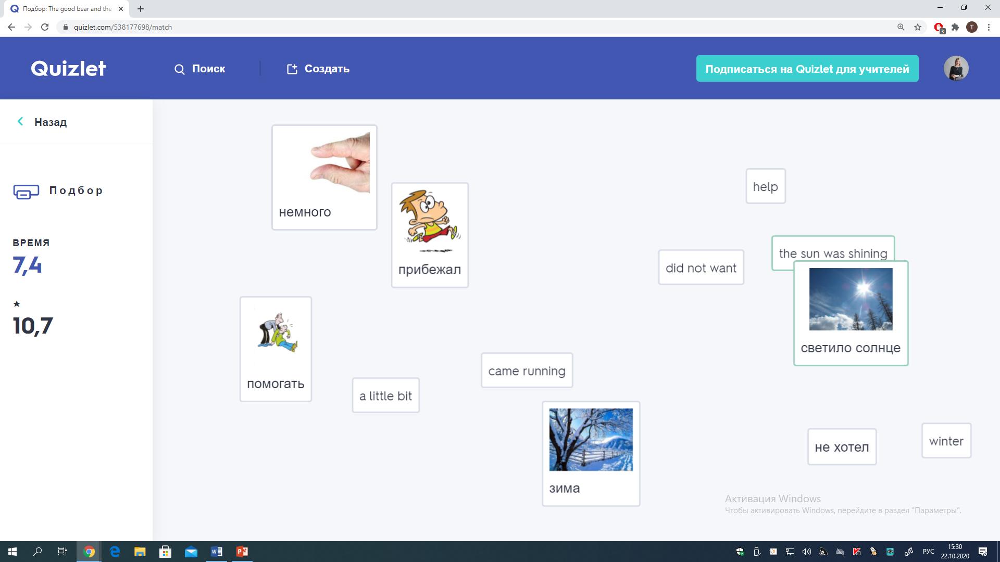 Подбор: The good bear and the
quizlet.com/538177698/match
3
T
Quizlet
Поиск
Создать
Подписаться на Quizlet для учителей
Назад
Подбор
ВРЕМЯ
7,4
10,7
немного
прибежал
help
the sun was shining
did not want
светило солнце
помогать
came running
a little bit
зима
не хотел
winter
Активация Windows
Чтобы активировать Windows, перейдите в раздел "Параметры".
РУС
15:30
22.10.2020